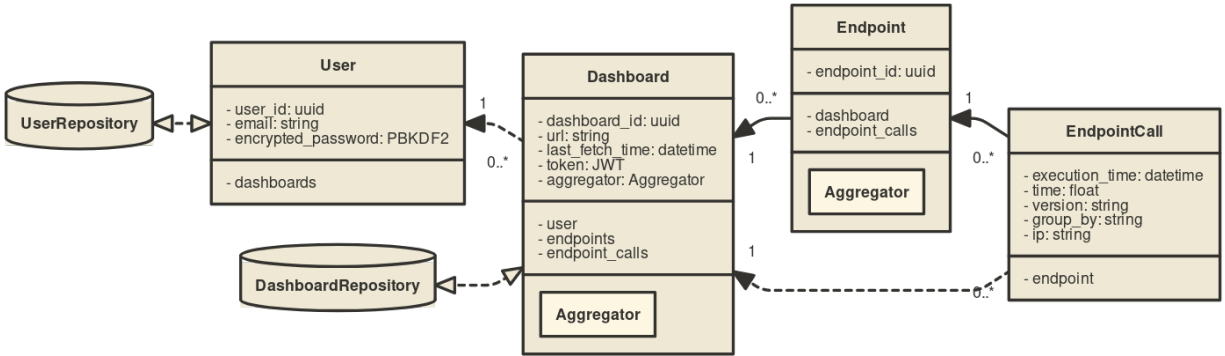 UserRepository
User
- user_id: uuid
- email: string
- encrypted_password: PBKDF2
- dashboards
1
0..*
DashboardRepository
Dashboard
- dashboard_id: uuid
- url: string
- last_fetch_time: datetime
- token: JWT
- aggregator: Aggregator
- user
- endpoints
- endpoint_calls
Aggregator
0..*
1
1
0..*
Endpoint
- endpoint_id: uuid
- dashboard
- endpoint_calls
Aggregator
1
0..*
EndpointCall
- execution_time: datetime
- time: float
- version: string
- group_by: string
- ip: string
- endpoint